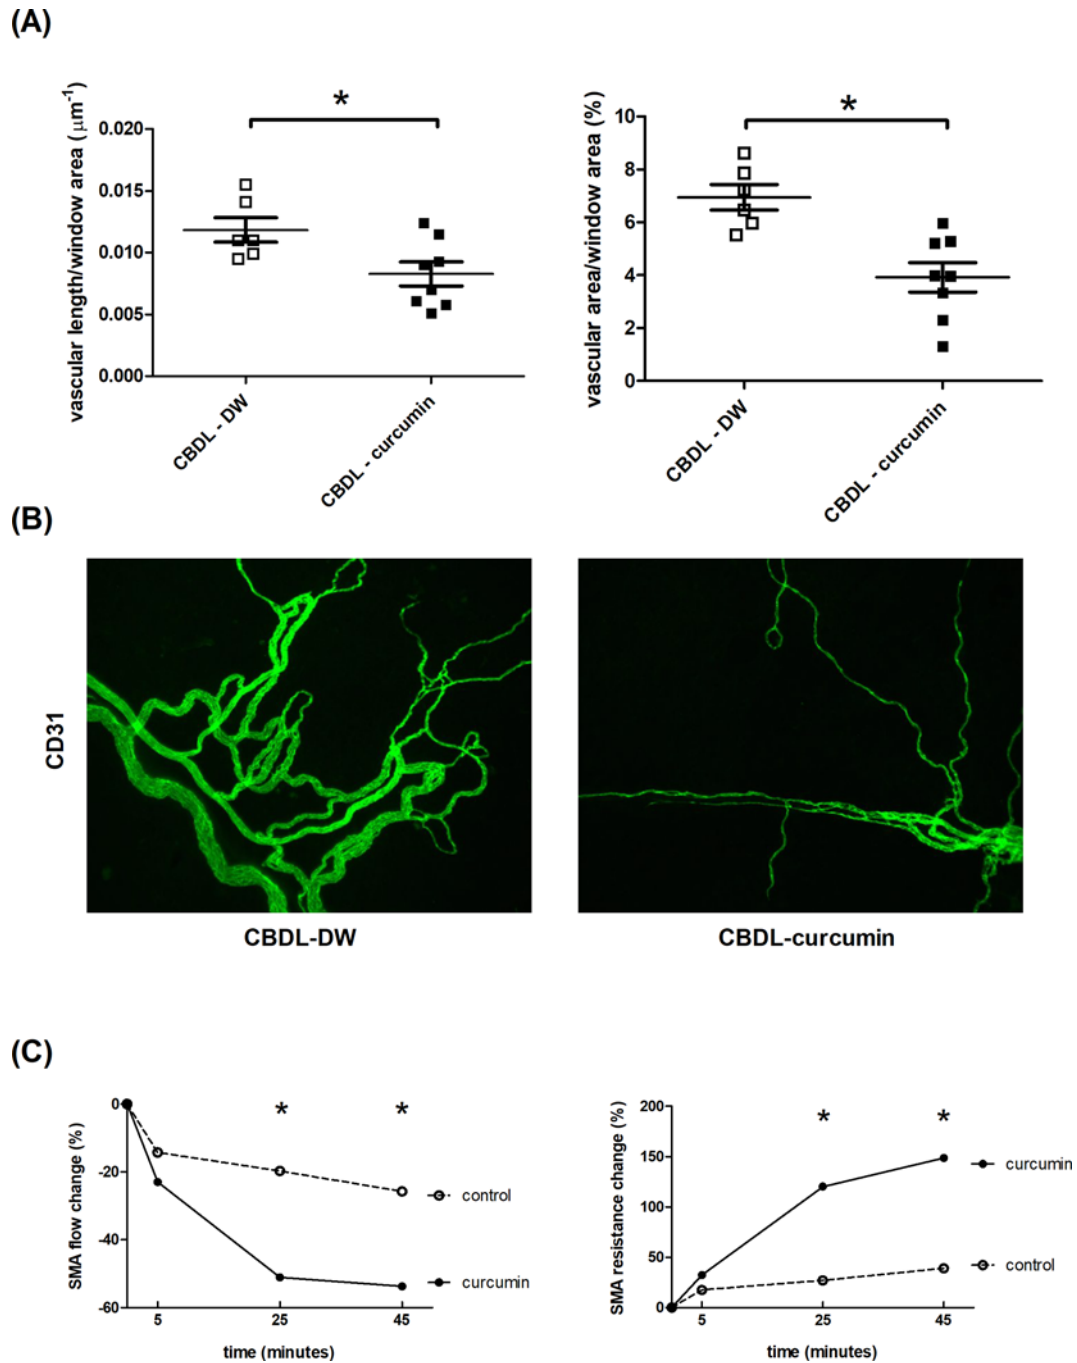 (A)
vascular length/window area (μm⁻¹)
0.020
0.015
0.010
0.005
0.000
*
CBDL - DW
CBDL - curcumin
vascular area/window area (%)
10
8
6
4
2
0
*
CBDL - DW
CBDL - curcumin
(B)
CD31
CBDL-DW
CBDL-curcumin
(C)
SMA flow change (%)
0
-20
-40
-60
* *
control
curcumin
5 25 45
time (minutes)
SMA resistance change (%)
200
150
100
50
0
* *
curcumin
control
5 25 45
time (minutes)